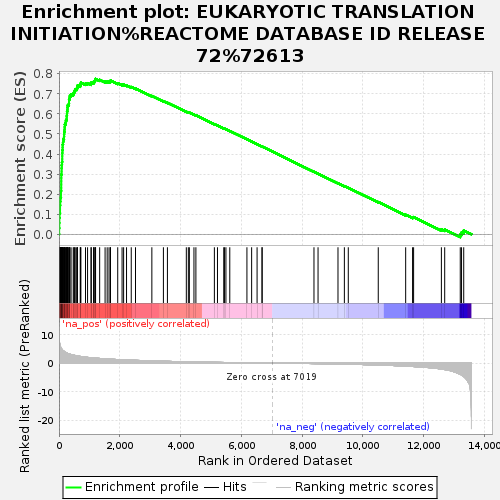 Enrichment plot: EUKARYOTIC TRANSLATION
INITIATION%REACTOME DATABASE ID RELEASE
72%72613
Enrichment score (ES)
0.8
0.7
0.6
0.5
0.4
0.3
0.2
0.1
0.0
'na_pos' (positively correlated)
Ranked list metric (PreRanked)
10
5
0
-5
-10
-15
-20
Zero cross at 7019
'na_neg' (negatively correlated)
0 2,000 4,000 6,000 8,000 10,000 12,000 14,000
Rank in Ordered Dataset
Enrichment profile Hits Ranking metric scores